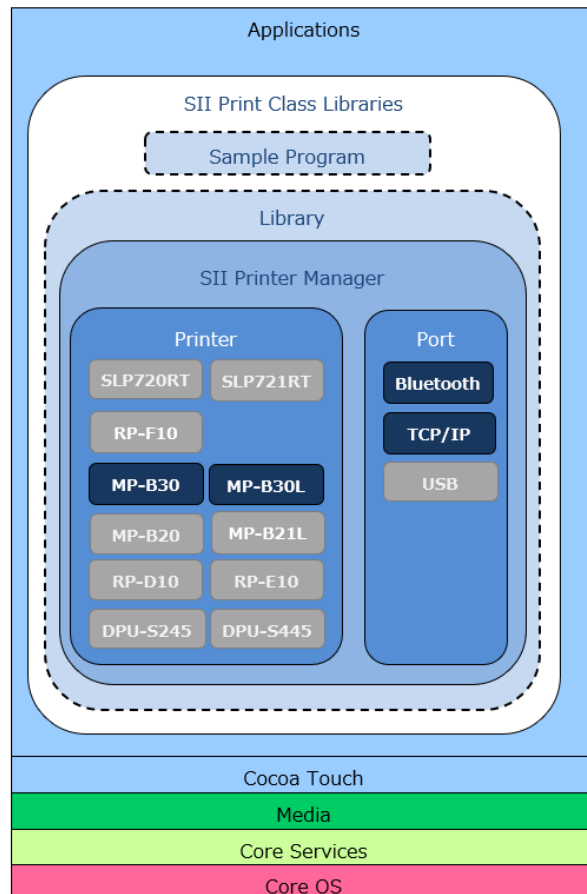 Applications
SII Print Class Libraries
Sample Program
Library
SII Printer Manager
Printer
Port
SLP720RT
SLP721RT
Bluetooth
RP-F10
TCP/IP
MP-B30
MP-B30L
USB
MP-B20
MP-B21L
RP-D10
RP-E10
DPU-S245
DPU-S445
Cocoa Touch
Media
Core Services
Core OS